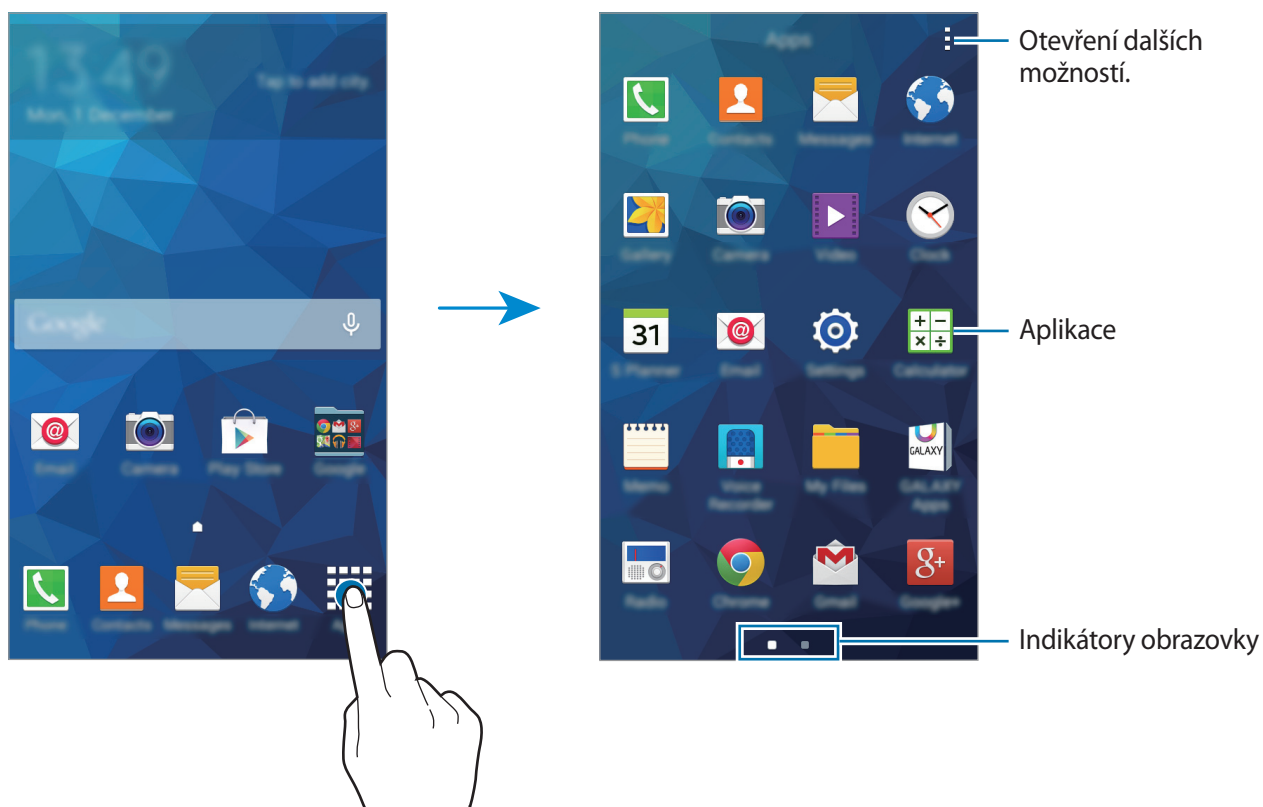 13:49
Tap to add city
Mon, 1 December
Google
Email
Camera
Play Store
Google
Phone
Contacts
Messages
Internet
Apps
Otevření dalších
možností.
Phone
Contacts
Messages
Internet
Gallery
Camera
Video
Clock
31
S Planner
Email
Settings
Calculator
Aplikace
GALAXY
Memo
Voice
Recorder
My Files
GALAXY
Apps
g+
Radio
Chrome
Gmail
Google+
Indikátory obrazovky